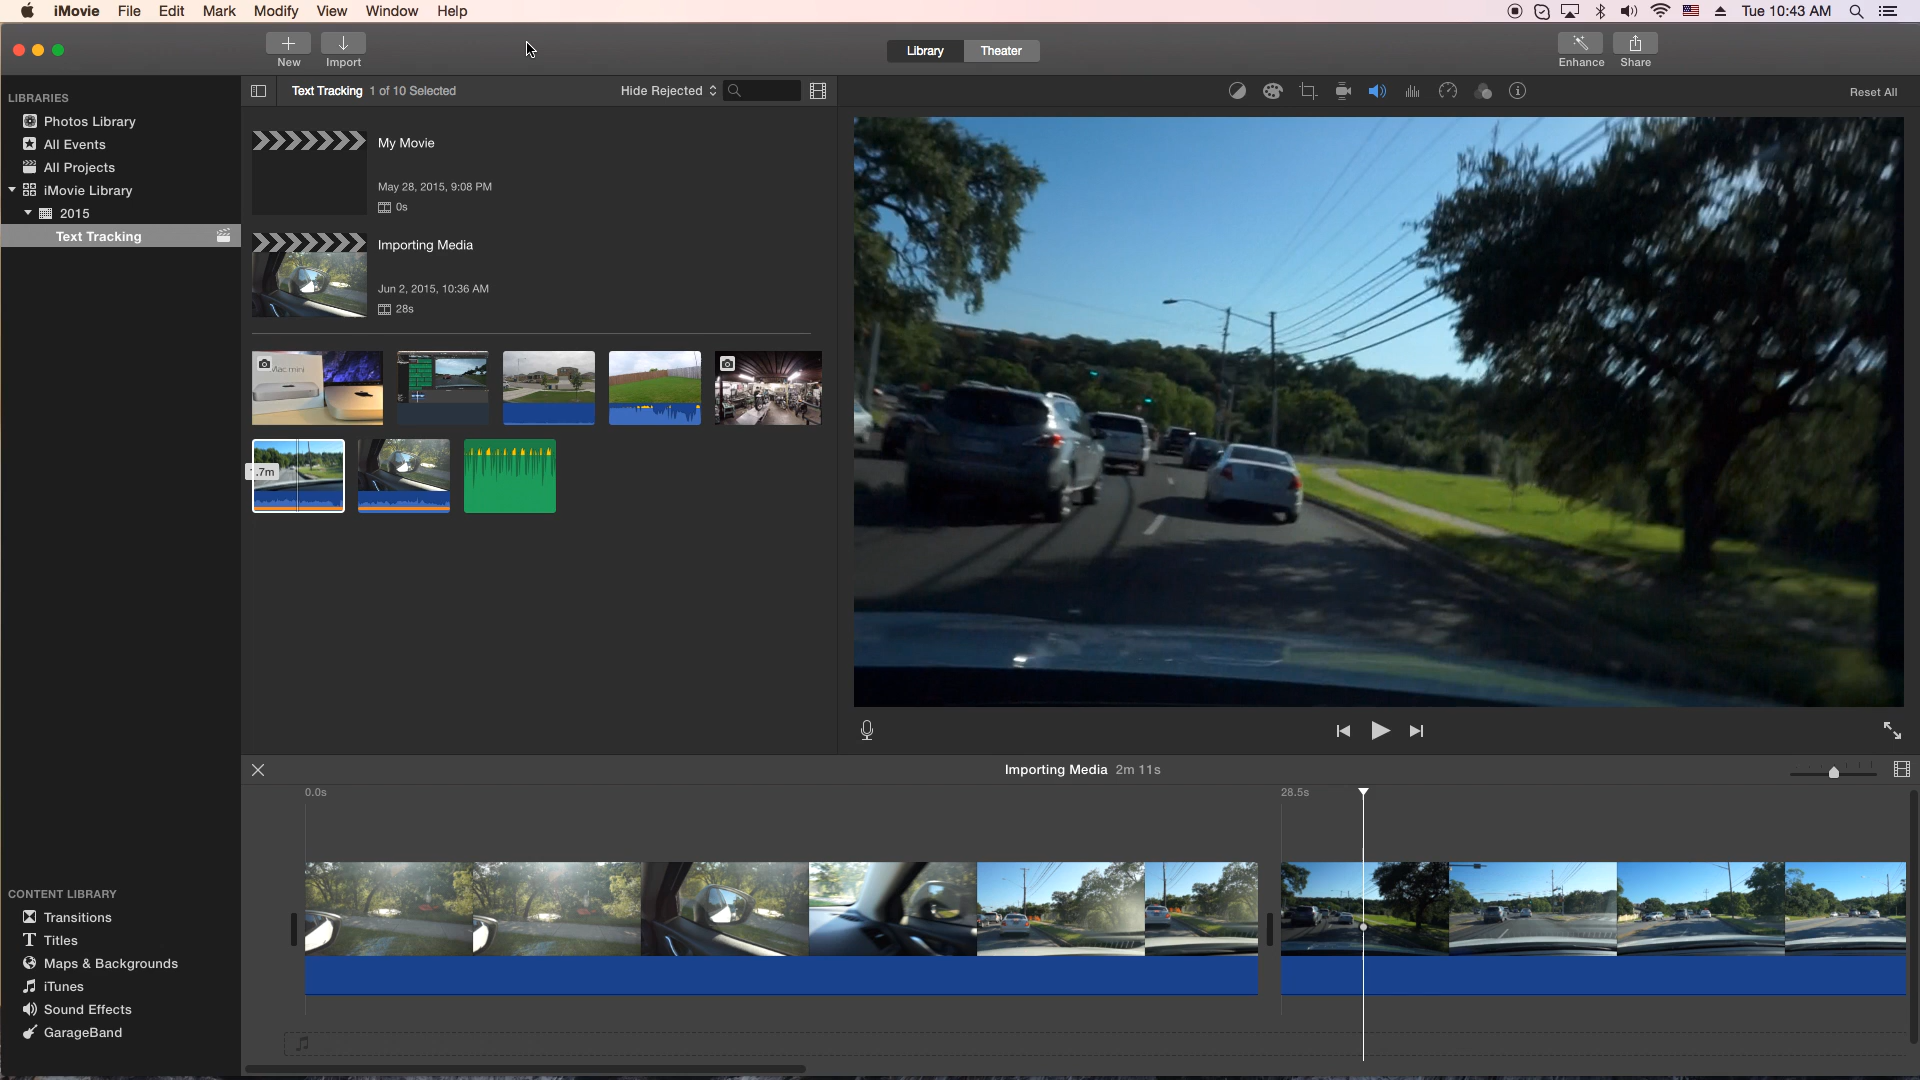 iMovie File Edit Mark Modify View Window Help Tue 10:43 AM
New Import Library Theater Enhance Share
LIBRARIES
Photos Library
All Events
All Projects
iMovie Library
2015
Text Tracking
Text Tracking 1 of 10 Selected Hide Rejected
Reset All
My Movie
May 28, 2015, 9:08 PM
0s
Importing Media
Jun 2, 2015, 10:36 AM
28s
Mac mini
.7m
Importing Media 2m 11s
0.0s 28.5s
CONTENT LIBRARY
Transitions
Titles
Maps & Backgrounds
iTunes
Sound Effects
GarageBand